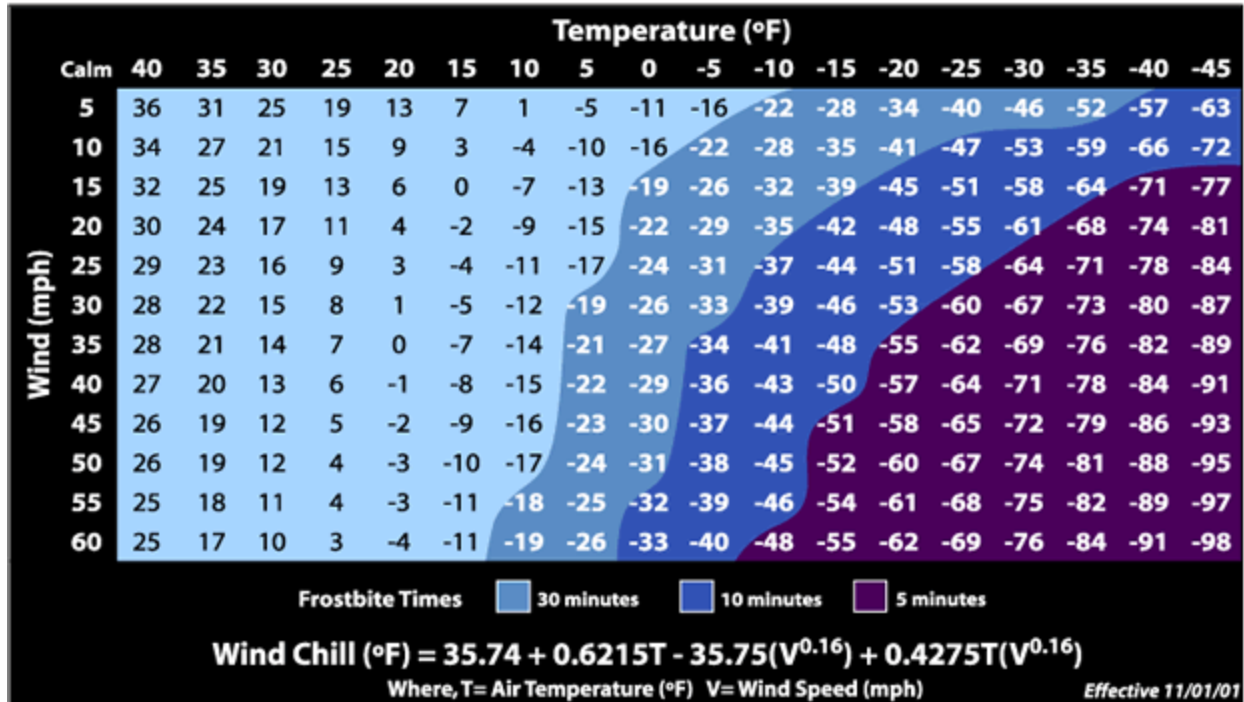 Temperature (ºF)
Calm 40 35 30 25 20 15 10 5 0 -5 -10 -15 -20 -25 -30 -35 -40 -45
5 36 31 25 19 13 7 1 -5 -11 -16 -22 -28 -34 -40 -46 -52 -57 -63
10 34 27 21 15 9 3 -4 -10 -16 -22 -28 -35 -41 -47 -53 -59 -66 -72
15 32 25 19 13 6 0 -7 -13 -19 -26 -32 -39 -45 -51 -58 -64 -71 -77
20 30 24 17 11 4 -2 -9 -15 -22 -29 -35 -42 -48 -55 -61 -68 -74 -81
25 29 23 16 9 3 -4 -11 -17 -24 -31 -37 -44 -51 -58 -64 -71 -78 -84
30 28 22 15 8 1 -5 -12 -19 -26 -33 -39 -46 -53 -60 -67 -73 -80 -87
35 28 21 14 7 0 -7 -14 -21 -27 -34 -41 -48 -55 -62 -69 -76 -82 -89
40 27 20 13 6 -1 -8 -15 -22 -29 -36 -43 -50 -57 -64 -71 -78 -84 -91
45 26 19 12 5 -2 -9 -16 -23 -30 -37 -44 -51 -58 -65 -72 -79 -86 -93
50 26 19 12 4 -3 -10 -17 -24 -31 -38 -45 -52 -60 -67 -74 -81 -88 -95
55 25 18 11 4 -3 -11 -18 -25 -32 -39 -46 -54 -61 -68 -75 -82 -89 -97
60 25 17 10 3 -4 -11 -19 -26 -33 -40 -48 -55 -62 -69 -76 -84 -91 -98
Wind (mph)
Frostbite Times 30 minutes 10 minutes 5 minutes
Wind Chill (ºF) = 35.74 + 0.6215T - 35.75(V^0.16) + 0.4275T(V^0.16)
Where, T= Air Temperature (ºF) V= Wind Speed (mph) Effective 11/01/01